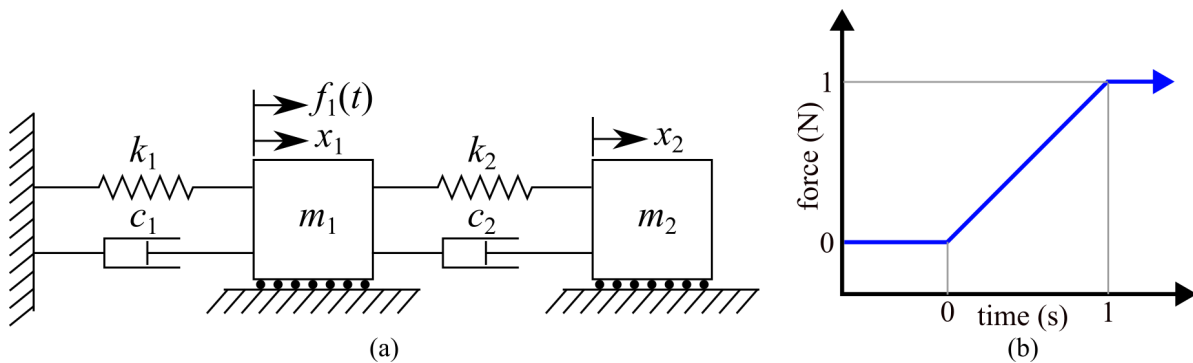 f₁(t)
x₁
x₂
k₁
k₂
c₁
c₂
m₁
m₂
(a)
force (N)
1
0
0
time (s)
1
(b)